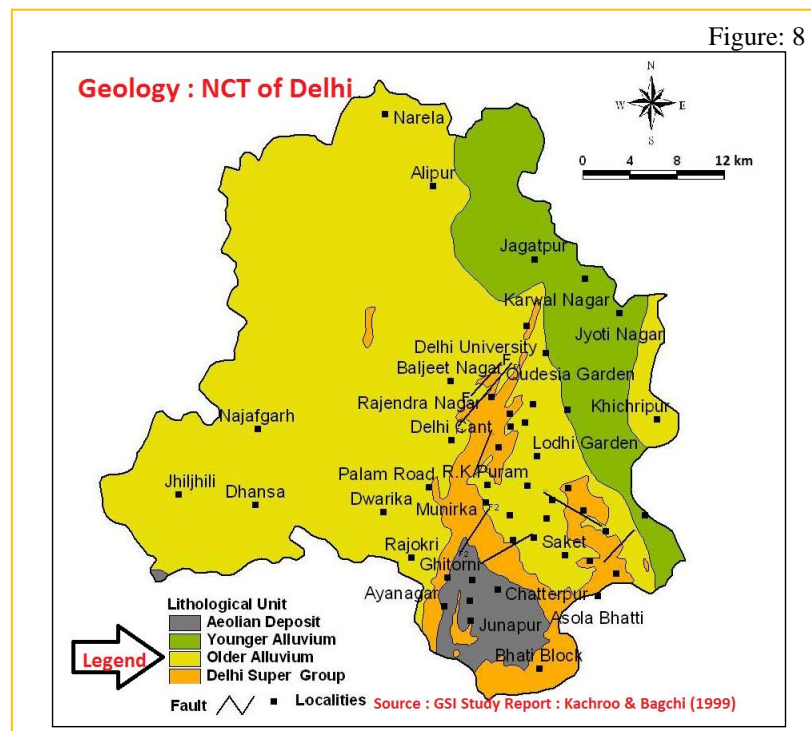 Figure: 8
Geology : NCT of Delhi
N
W E
S
0 4 8 12 km
Narela
Alipur
Jagatpur
Karwal Nagar
Jyoti Nagar
Delhi University
F
Baljeet Nagar
Qudesia Garden
F
Rajendra Nagar
Khichripur
Najafgarh
Delhi Cant
Lodhi Garden
Palam Road
R.K.Puram
Jhiljhili
Dhansa
Dwarika
Munirka
F2
Rajokri
Saket
F2
Ghitorni
Ayanagar
Chatterpur
Asola Bhatti
Junapur
Bhati Block
Lithological Unit
Aeolian Deposit
Younger Alluvium
Older Alluvium
Delhi Super Group
Legend
Fault
Localities
Source : GSI Study Report : Kachroo & Bagchi (1999)